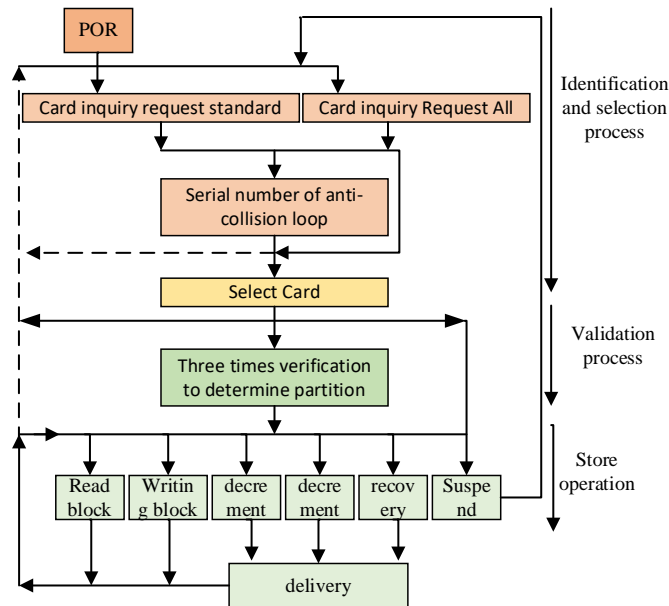 POR
Card inquiry request standard
Card inquiry Request All
Identification
and selection
process
Serial number of anti-
collision loop
Select Card
Validation
process
Three times verification
to determine partition
Store
operation
Read
block
Writin
g block
decre
ment
decre
ment
recov
ery
Suspe
nd
delivery